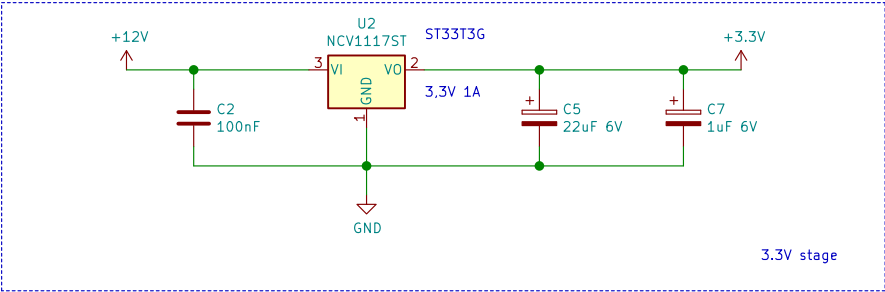 U2
+12V
NCV1117ST
ST33T3G
+3.3V
3
VI
VO
2
GND
1
3,3V 1A
C2
100nF
+
C5
22uF 6V
+
C7
1uF 6V
GND
3.3V stage